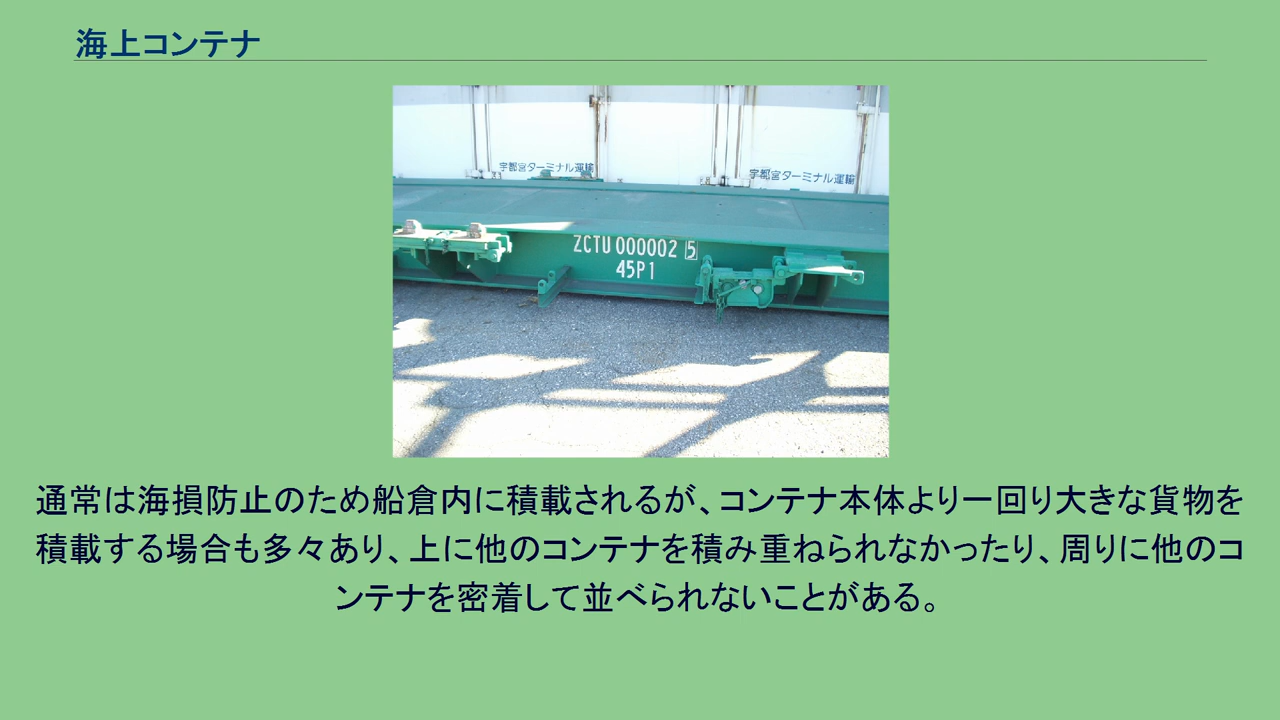 海上コンテナ
宇都宮ターミナル運輸
宇都宮ターミナル運輸
ZCTU 000002 5
45P1
通常は海損防止のため船倉内に積載されるが、コンテナ本体より一回り大きな貨物を
積載する場合も多々あり、上に他のコンテナを積み重ねられなかったり、周りに他のコ
ンテナを密着して並べられないことがある。